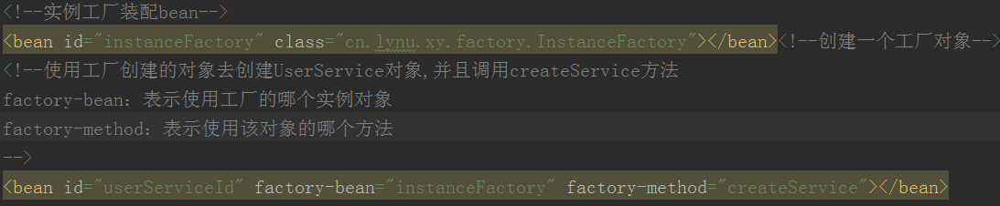 <!--实例工厂装配bean-->
<bean id="instanceFactory" class="cn.lynu.xy.factory.InstanceFactory"></bean><!--创建一个工厂对象-->
<!--使用工厂创建的对象去创建UserService对象,并且调用createService方法
factory-bean: 表示使用工厂的哪个实例对象
factory-method: 表示使用该对象的哪个方法
-->
<bean id="userServiceId" factory-bean="instanceFactory" factory-method="createService"></bean>